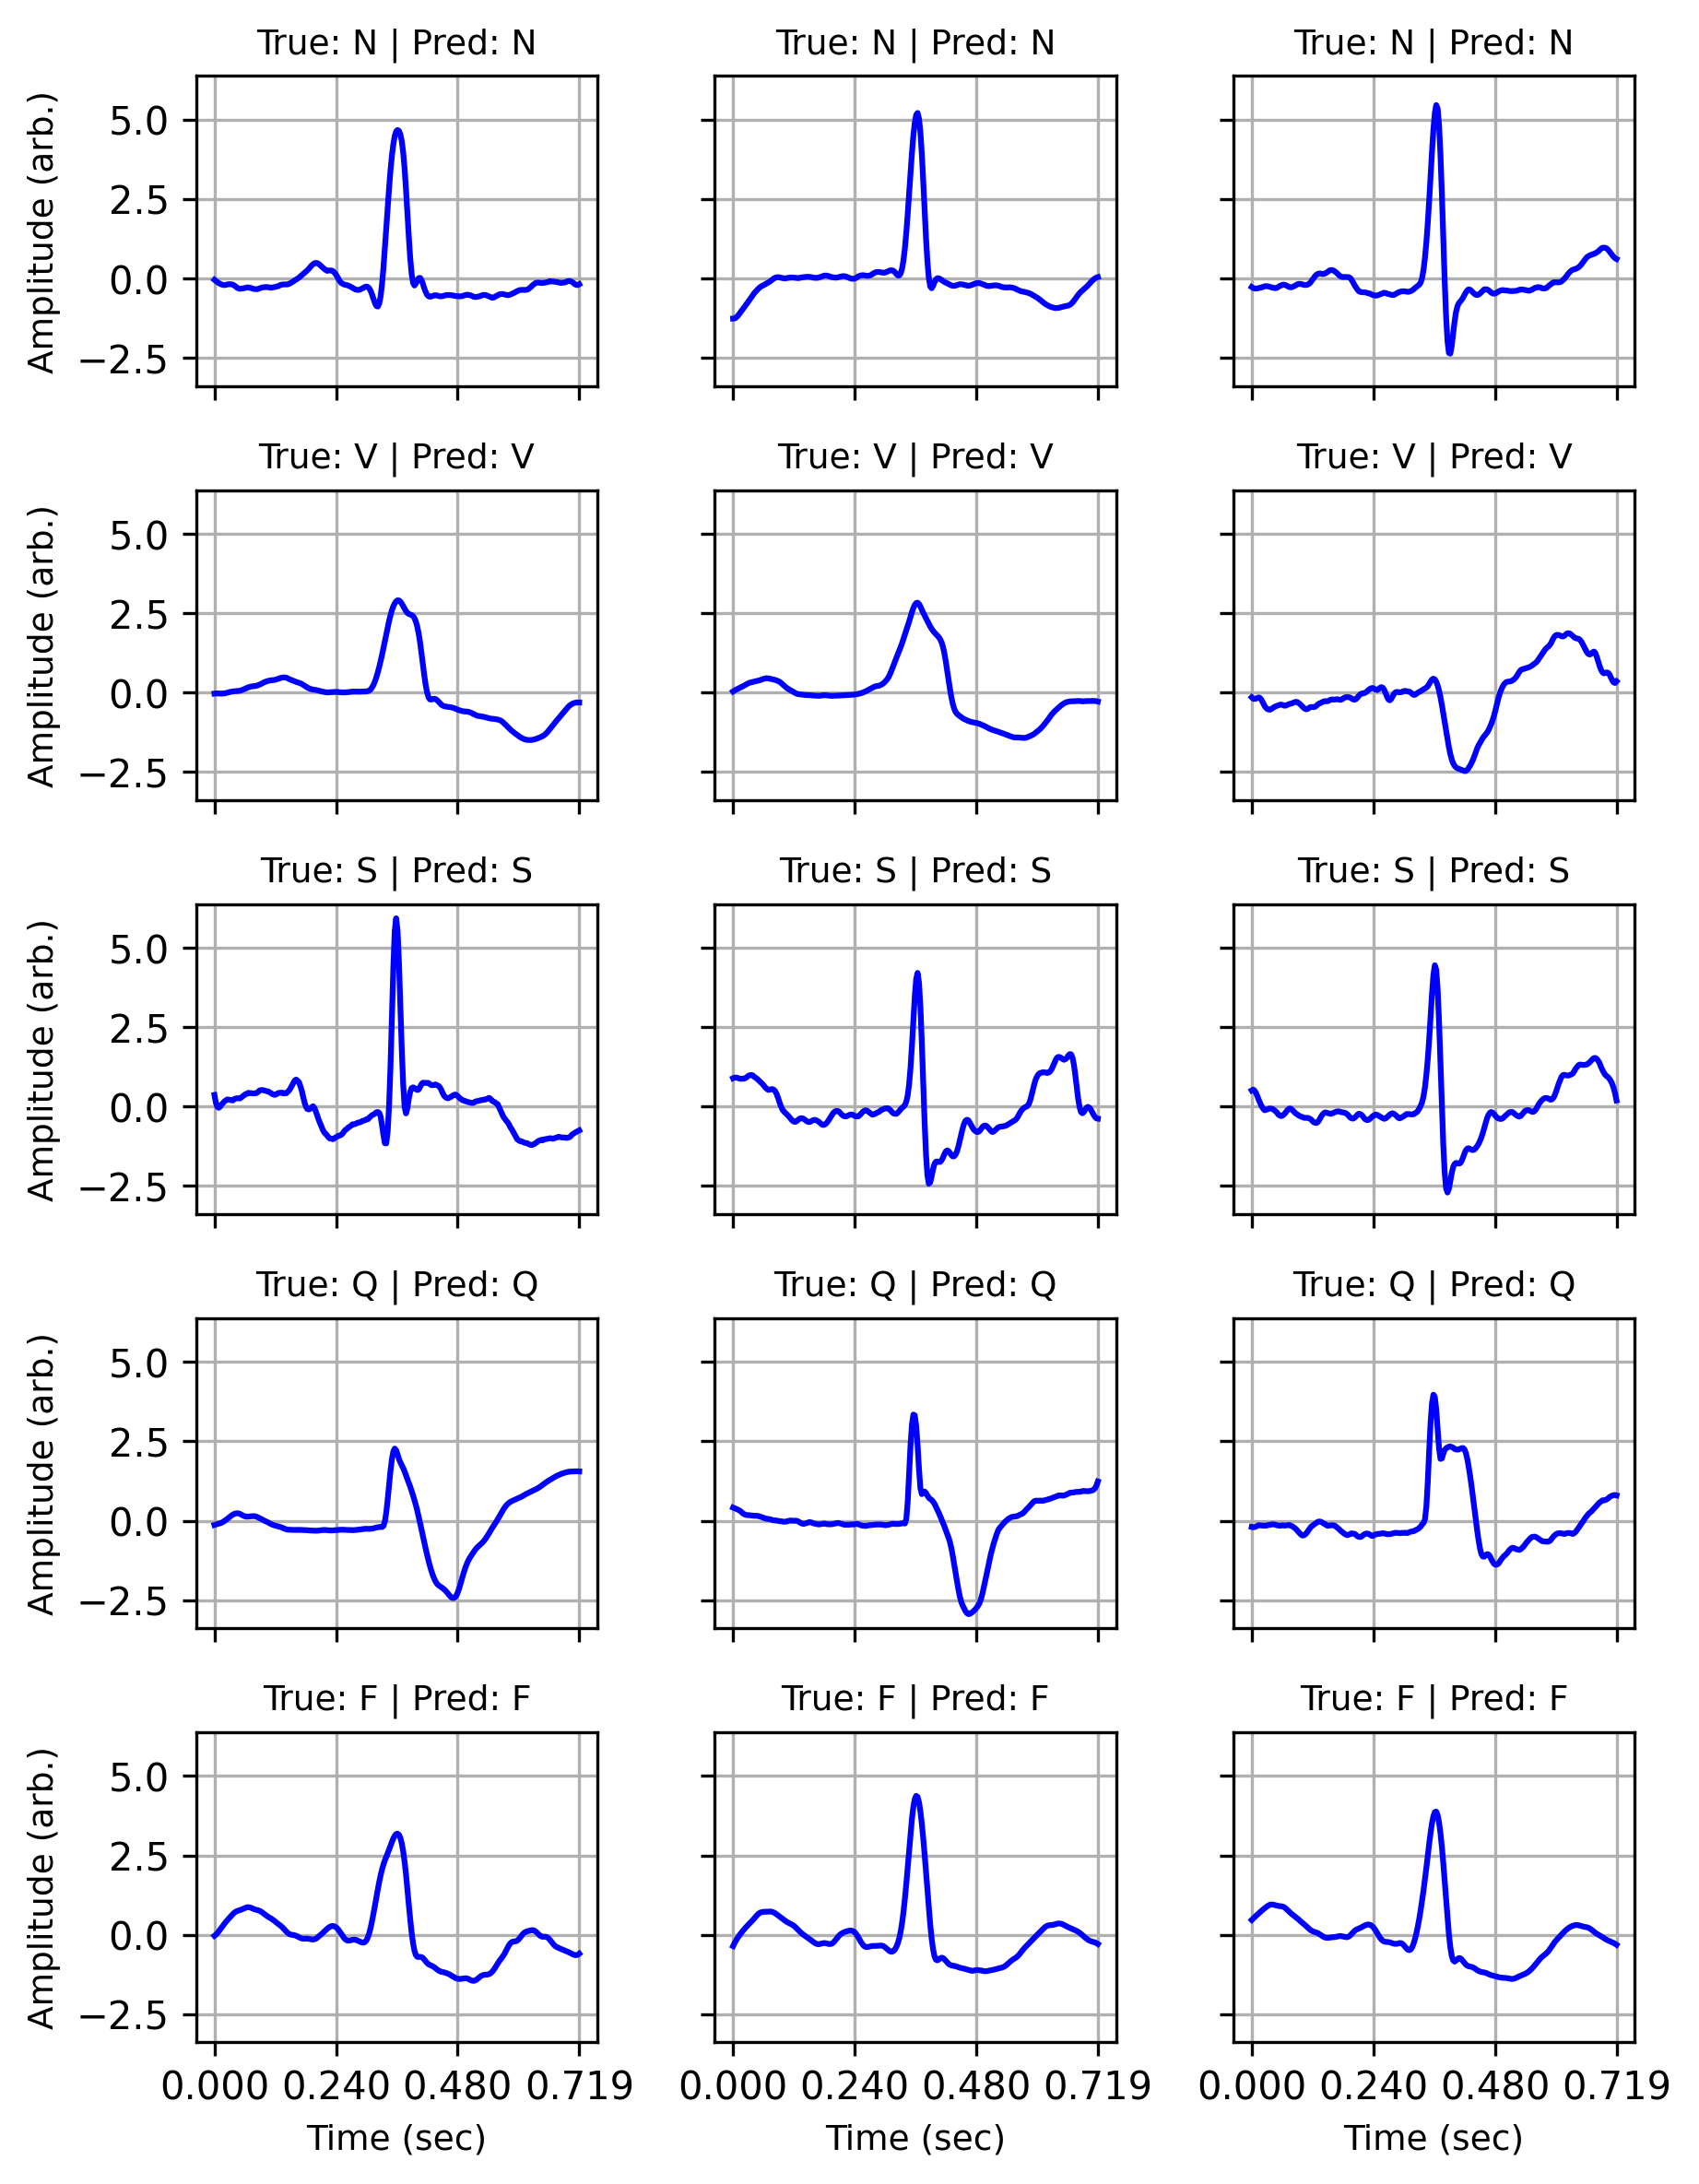 True: N | Pred: N
True: N | Pred: N
True: N | Pred: N
Amplitude (arb.)
5.0
2.5
0.0
−2.5
True: V | Pred: V
True: V | Pred: V
True: V | Pred: V
Amplitude (arb.)
5.0
2.5
0.0
−2.5
True: S | Pred: S
True: S | Pred: S
True: S | Pred: S
Amplitude (arb.)
5.0
2.5
0.0
−2.5
True: Q | Pred: Q
True: Q | Pred: Q
True: Q | Pred: Q
Amplitude (arb.)
5.0
2.5
0.0
−2.5
True: F | Pred: F
True: F | Pred: F
True: F | Pred: F
Amplitude (arb.)
5.0
2.5
0.0
−2.5
0.000 0.240 0.480 0.719
0.000 0.240 0.480 0.719
0.000 0.240 0.480 0.719
Time (sec)
Time (sec)
Time (sec)